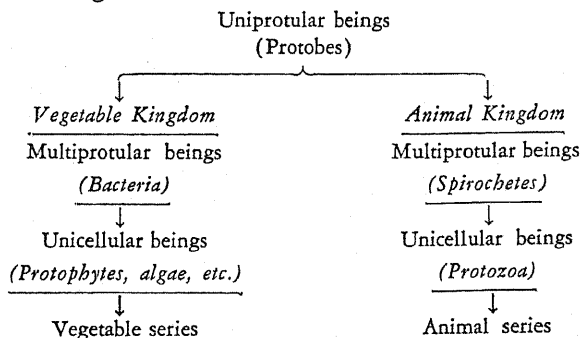 Uniprotular beings
(Protobes)
Vegetable Kingdom
Multiprotular beings
(Bacteria)
Unicellular beings
(Protophytes, algae, etc.)
Vegetable series
Animal Kingdom
Multiprotular beings
(Spirochetes)
Unicellular beings
(Protozoa)
Animal series